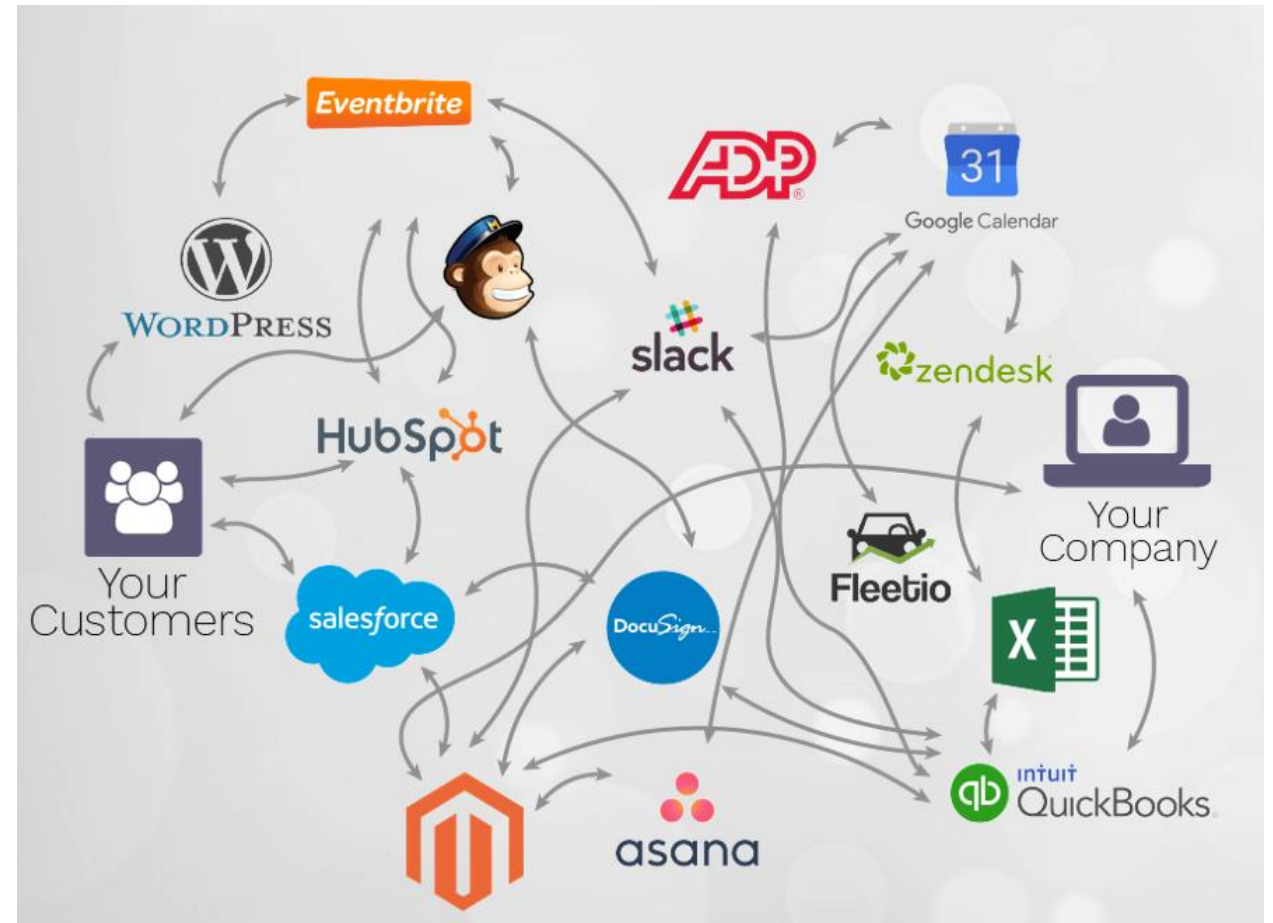 Eventbrite
ADP
®
31
Google Calendar
W
WORDPRESS
slack
zendesk
HubSpot
Your
Customers
Your
Company
salesforce
DocuSign
Fleetio
X
intuit
qb
QuickBooks
asana